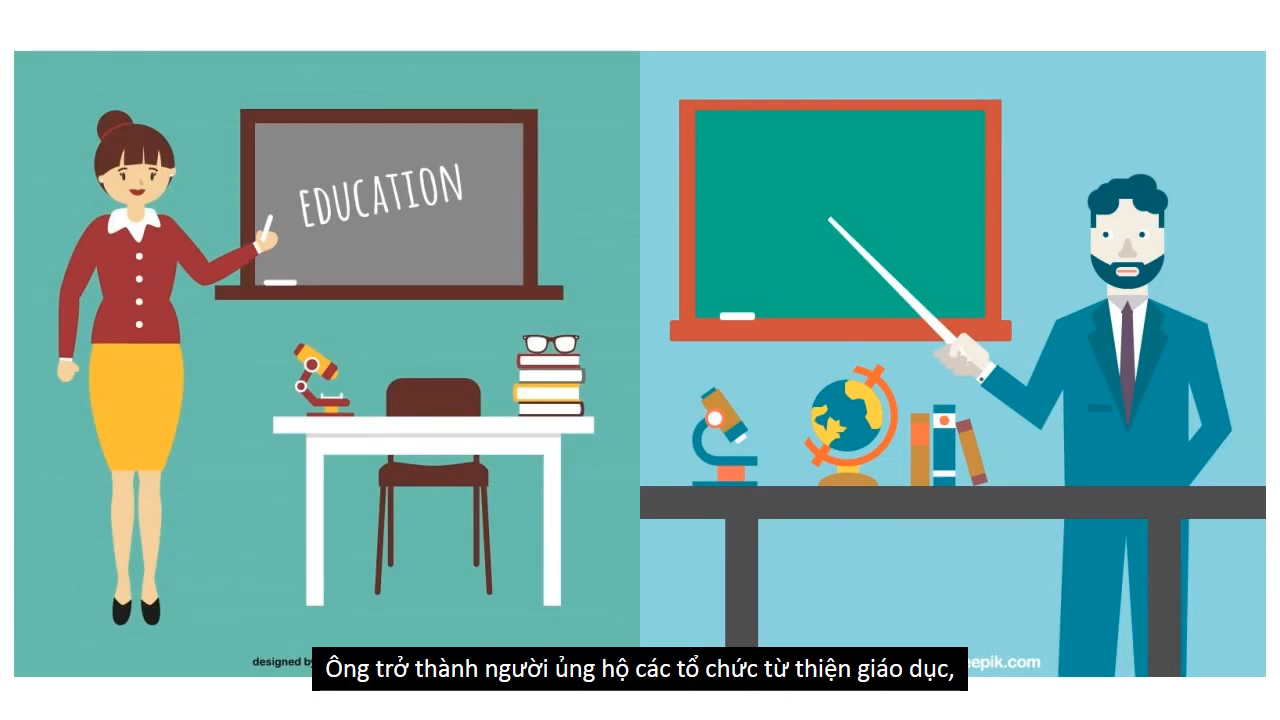 EDUCATION
designed by
eepik.com
Ông trở thành người ủng hộ các tổ chức từ thiện giáo dục,